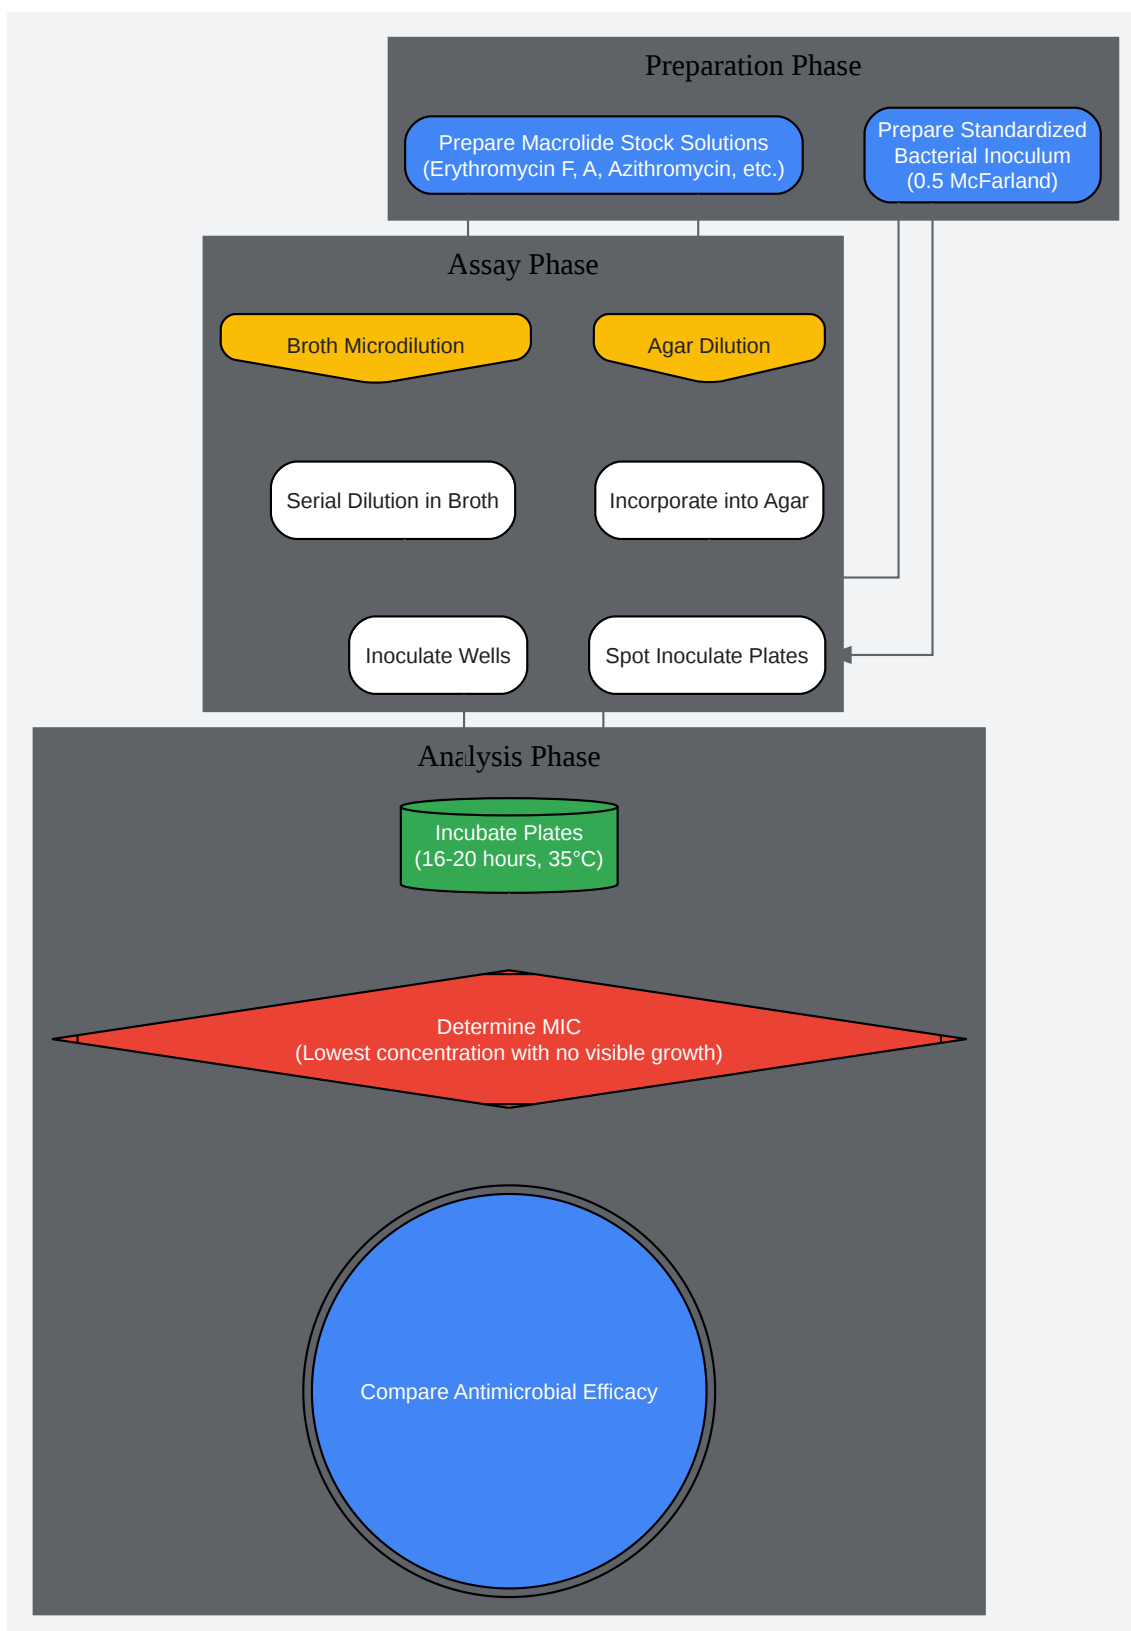 Preparation Phase
Prepare Macrolide Stock Solutions
(Erythromycin F, A, Azithromycin, etc.)
Prepare Standardized
Bacterial Inoculum
(0.5 McFarland)
Assay Phase
Broth Microdilution
Agar Dilution
Serial Dilution in Broth
Incorporate into Agar
Inoculate Wells
Spot Inoculate Plates
Analysis Phase
Incubate Plates
(16-20 hours, 35°C)
Determine MIC
(Lowest concentration with no visible growth)
Compare Antimicrobial Efficacy